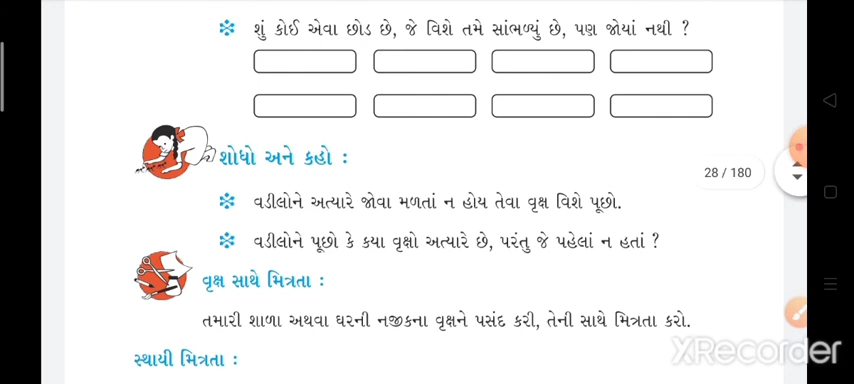 શું કોઈ એવા છોડ છે, જે વિશે તમે સાંભળ્યું છે, પણ જોયાં નથી ?
શોધો અને કહો :
28 / 180
વડીલોને અત્યારે જોવા મળતાં ન હોય તેવા વૃક્ષ વિશે પૂછો.
વડીલોને પૂછો કે કયા વૃક્ષો અત્યારે છે, પરંતુ જે પહેલાં ન હતાં ?
વૃક્ષ સાથે મિત્રતા :
તમારી શાળા અથવા ઘરની નજીકના વૃક્ષને પસંદ કરી, તેની સાથે મિત્રતા કરો.
XRecorder
સ્થાયી મિત્રતા :